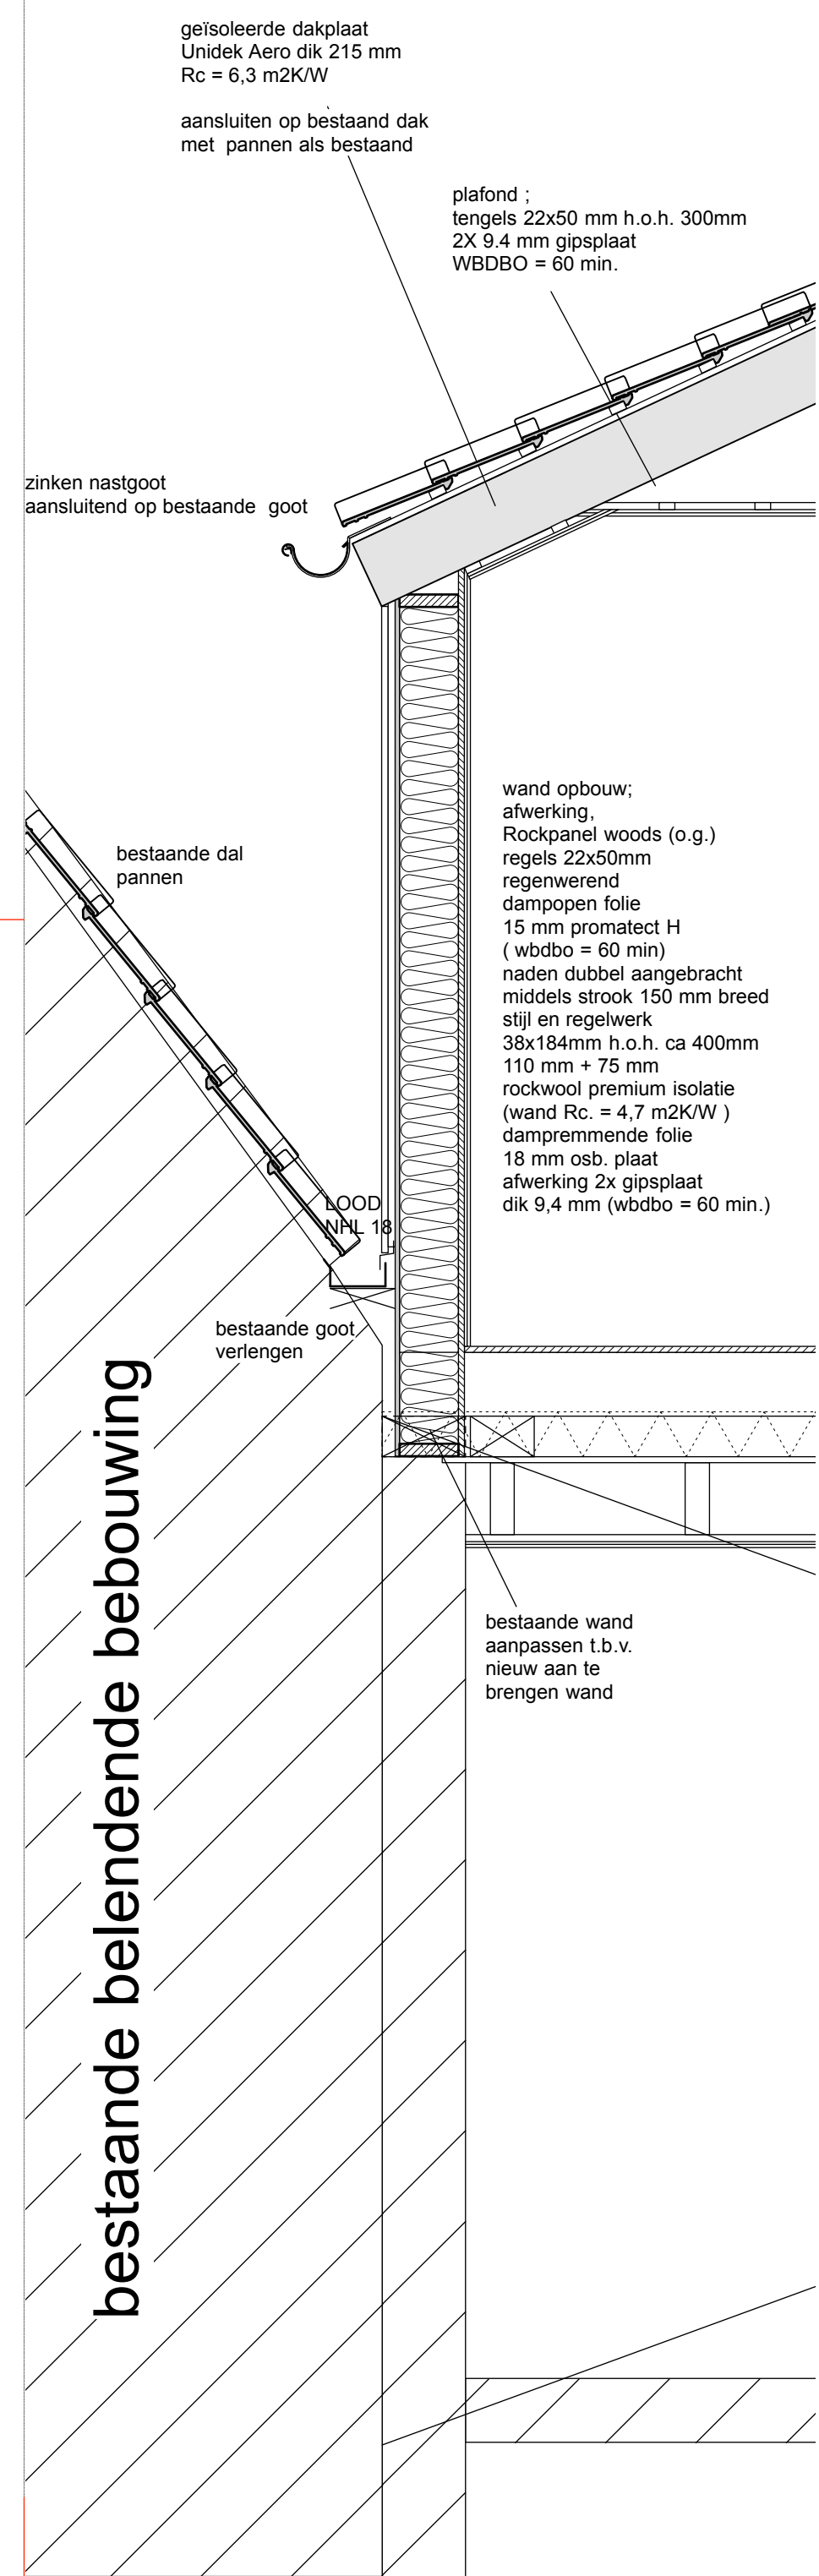 geïsoleerde dakplaat
Unidek Aero dik 215 mm
Rc = 6,3 m2K/W
aansluiten op bestaand dak
met pannen als bestaand
plafond ;
tengels 22x50 mm h.o.h. 300mm
2X 9.4 mm gipsplaat
WBDBO = 60 min.
zinken nastgoot
aansluitend op bestaande goot
wand opbouw;
afwerking,
Rockpanel woods (o.g.)
regels 22x50mm
regenwerend
dampopen folie
15 mm promatect H
( wbdbo = 60 min)
naden dubbel aangebracht
middels strook 150 mm breed
stijl en regelwerk
38x184mm h.o.h. ca 400mm
110 mm + 75 mm
rockwool premium isolatie
(wand Rc. = 4,7 m2K/W )
dampremmende folie
18 mm osb. plaat
afwerking 2x gipsplaat
dik 9,4 mm (wbdbo = 60 min.)
bestaande dal
pannen
LOOD
NHL 18
bestaande goot
verlengen
bestaande belendende bebouwing
bestaande wand
aanpassen t.b.v.
nieuw aan te
brengen wand